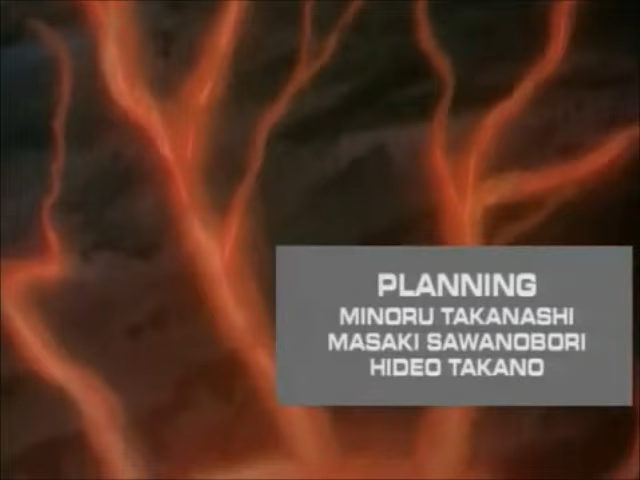 PLANNING
MINORU TAKANASHI
MASAKI SAWANOBORI
HIDEO TAKANO